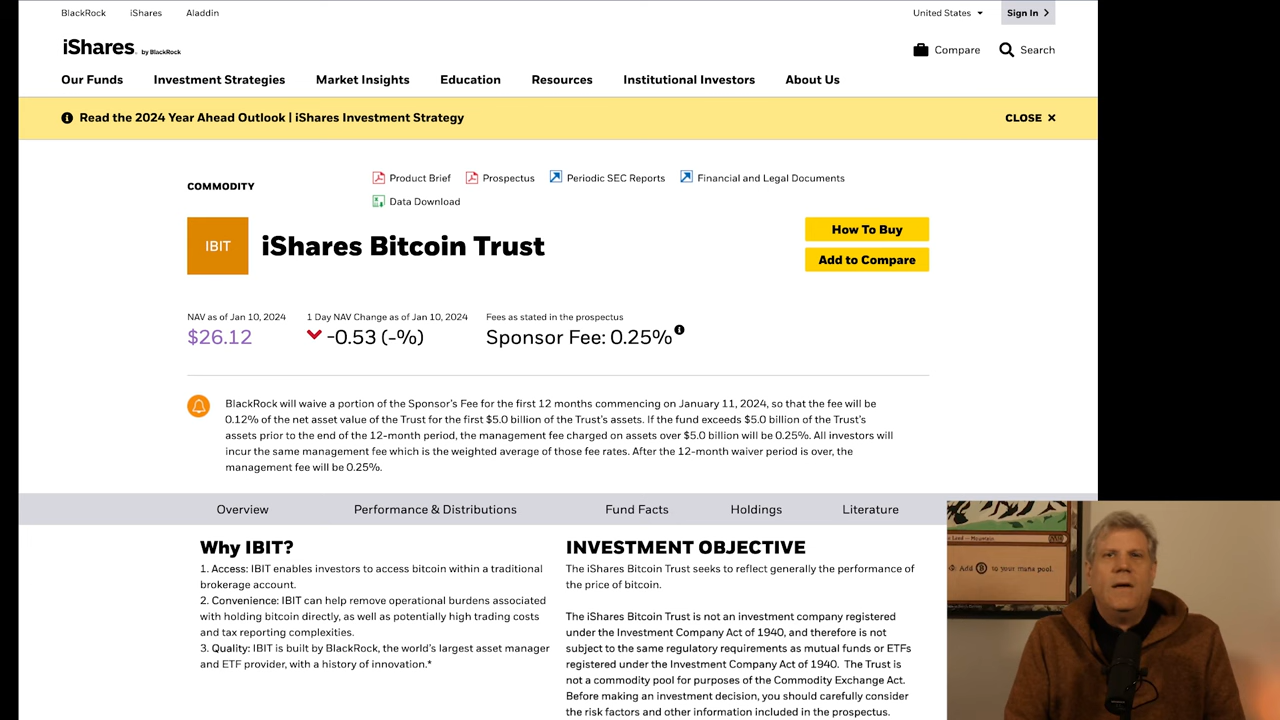 BlackRock iShares Aladdin United States Sign In
iShares. by BlackRock
Compare Search
Our Funds Investment Strategies Market Insights Education Resources Institutional Investors About Us
Read the 2024 Year Ahead Outlook | iShares Investment Strategy CLOSE X
COMMODITY
Product Brief Prospectus Periodic SEC Reports Financial and Legal Documents
Data Download
IBIT
iShares Bitcoin Trust
How To Buy
Add to Compare
NAV as of Jan 10, 2024 1 Day NAV Change as of Jan 10, 2024 Fees as stated in the prospectus
$26.12 -0.53 (-%) Sponsor Fee: 0.25%
BlackRock will waive a portion of the Sponsor's Fee for the first 12 months commencing on January 11, 2024, so that the fee will be
0.12% of the net asset value of the Trust for the first $5.0 billion of the Trust's assets. If the fund exceeds $5.0 billion of the Trust's
assets prior to the end of the 12-month period, the management fee charged on assets over $5.0 billion will be 0.25%. All investors will
incur the same management fee which is the weighted average of those fee rates. After the 12-month waiver period is over, the
management fee will be 0.25%.
Overview Performance & Distributions Fund Facts Holdings Literature
Why IBIT?
1. Access: IBIT enables investors to access bitcoin within a traditional
brokerage account.
2. Convenience: IBIT can help remove operational burdens associated
with holding bitcoin directly, as well as potentially high trading costs
and tax reporting complexities.
3. Quality: IBIT is built by BlackRock, the world's largest asset manager
and ETF provider, with a history of innovation.*
INVESTMENT OBJECTIVE
The iShares Bitcoin Trust seeks to reflect generally the performance of
the price of bitcoin.
The iShares Bitcoin Trust is not an investment company registered
under the Investment Company Act of 1940, and therefore is not
subject to the same regulatory requirements as mutual funds or ETFs
registered under the Investment Company Act of 1940. The Trust is
not a commodity pool for purposes of the Commodity Exchange Act.
Before making an investment decision, you should carefully consider
the risk factors and other information included in the prospectus.
Land — Mountain.
Add B to your mana pool.